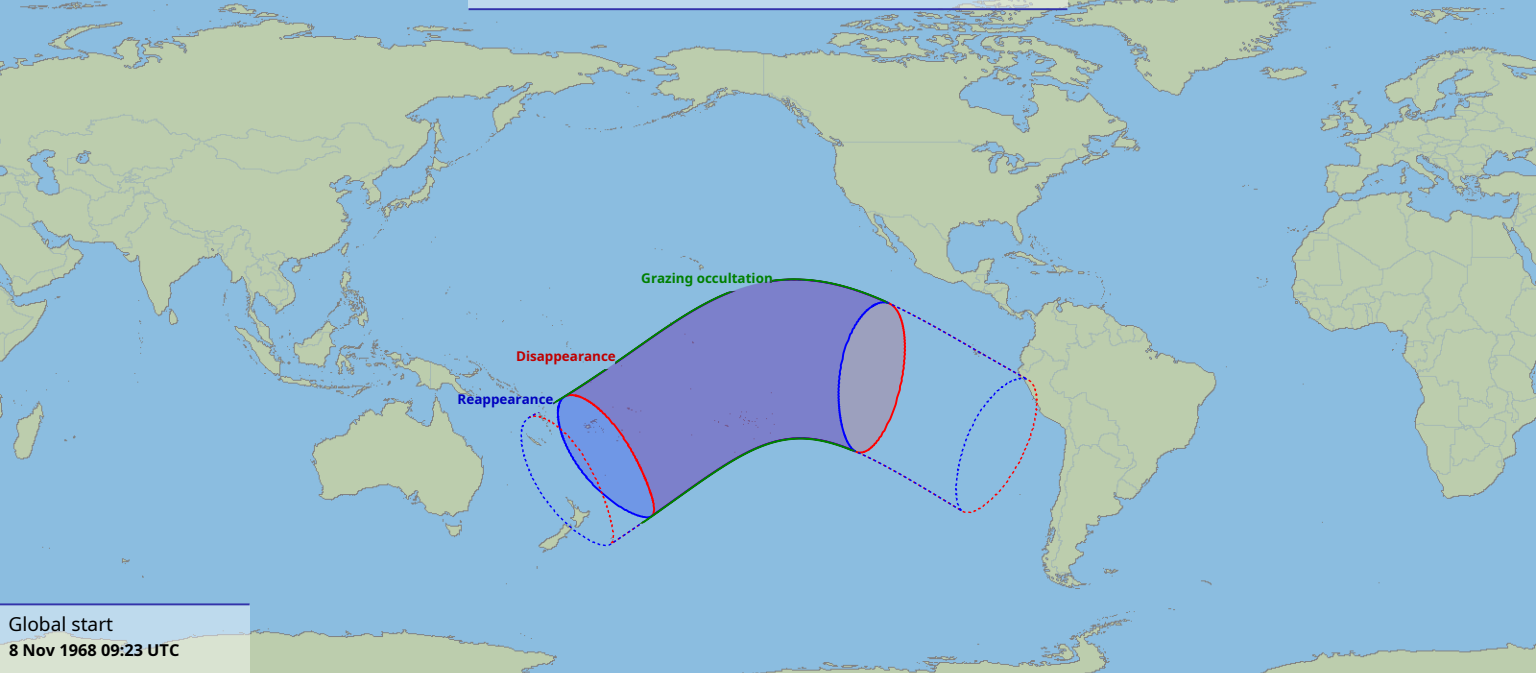 Grazing occultation
Disappearance
Reappearance
Global start
8 Nov 1968 09:23 UTC